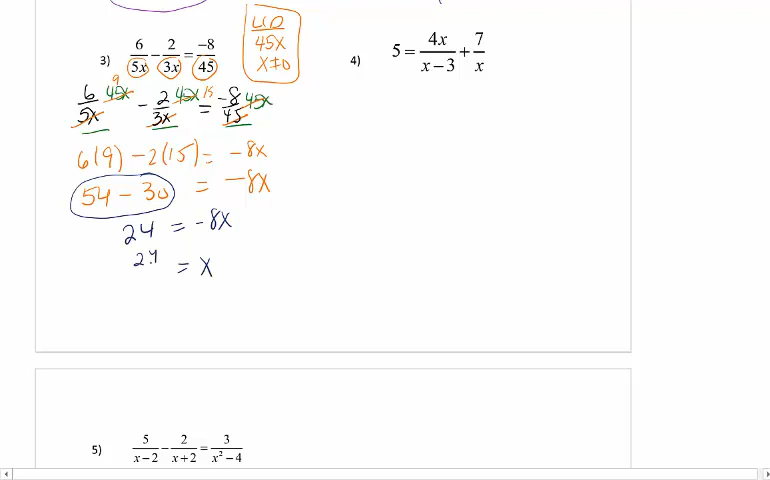 LCD
45x
x≠0
3) 6/5x − 2/3x = −8/45
4) 5 = 4x/(x−3) + 7/x
9 15
6/5x 45x − 2/3x 45x = −8/45 45x
6(9) − 2(15) = −8x
54 − 30 = −8x
24 = −8x
24 = x
5) 5/(x−2) − 2/(x+2) = 3/(x²−4)